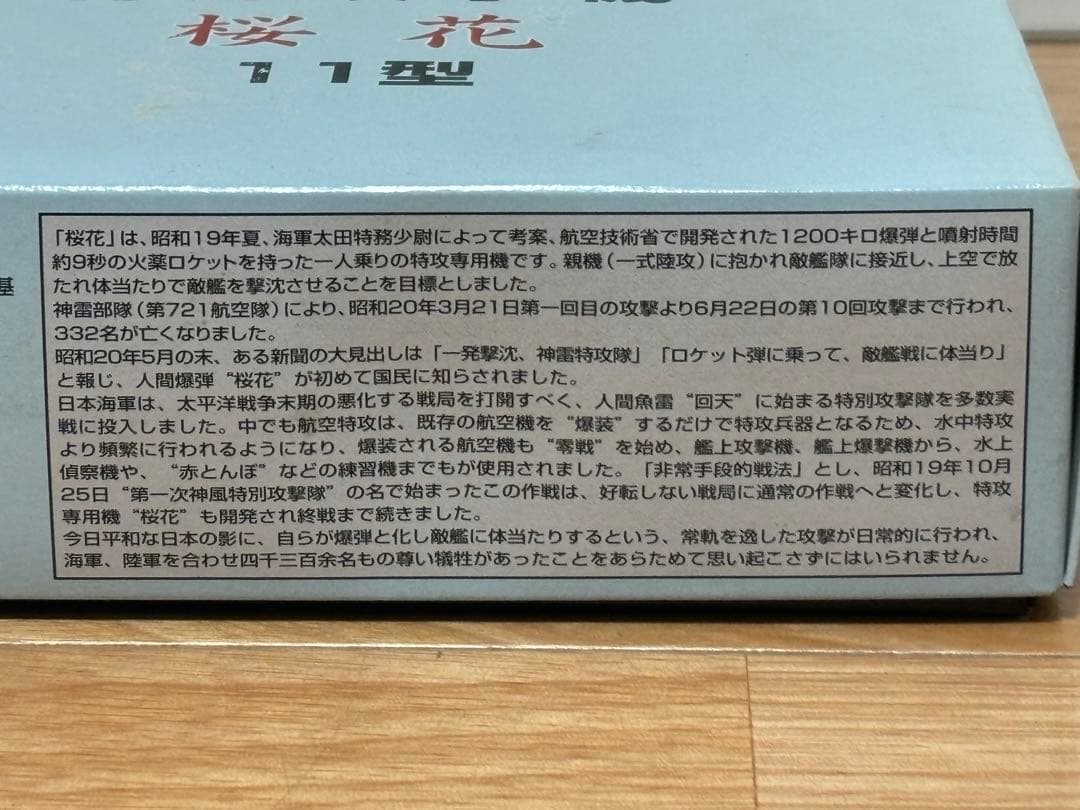 桜 花
11型
「桜花」は、昭和19年夏、海軍太田特務少尉によって考案、航空技術省で開発された1200キロ爆弾と噴射時間
約9秒の火薬ロケットを持った一人乗りの特攻専用機です。親機（一式陸攻）に抱かれ敵艦隊に接近し、上空で放
たれ体当たりで敵艦を撃沈させることを目標としました。
神雷部隊（第721航空隊）により、昭和20年3月21日第一回目の攻撃より6月22日の第10回攻撃まで行われ、
332名が亡くなりました。
昭和20年5月の末、ある新聞の大見出しは「一発撃沈、神雷特攻隊」「ロケット弾に乗って、敵艦戦に体当り」
と報じ、人間爆弾“桜花”が初めて国民に知らされました。
日本海軍は、太平洋戦争末期の悪化する戦局を打開すべく、人間魚雷“回天”に始まる特別攻撃隊を多数実
戦に投入しました。中でも航空特攻は、既存の航空機を“爆装”するだけで特攻兵器となるため、水中特攻
より頻繁に行われるようになり、爆装される航空機も“零戦”を始め、艦上攻撃機、艦上爆撃機から、水上
偵察機や、“赤とんぼ”などの練習機までもが使用されました。「非常手段的戦法」とし、昭和19年10月
25日“第一次神風特別攻撃隊”の名で始まったこの作戦は、好転しない戦局に通常の作戦へと変化し、特攻
専用機“桜花”も開発され終戦まで続きました。
今日平和な日本の影に、自らが爆弾と化し敵艦に体当たりするという、常軌を逸した攻撃が日常的に行われ、
海軍、陸軍を合わせ四千三百余名もの尊い犠牲があったことをあらためて思い起こさずにはいられません。
基